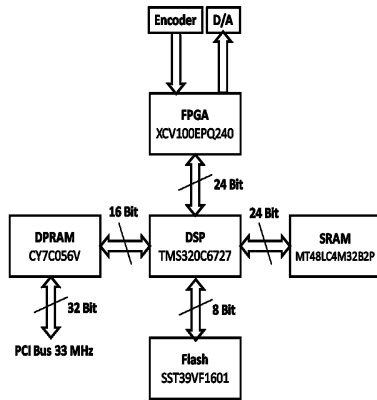 Encoder
D/A
FPGA
XCV100EPQ240
24 Bit
16 Bit
24 Bit
DPRAM
CY7C056V
DSP
TMS320C6727
SRAM
MT48LC4M32B2P
32 Bit
8 Bit
PCI Bus 33 MHz
Flash
SST39VF1601